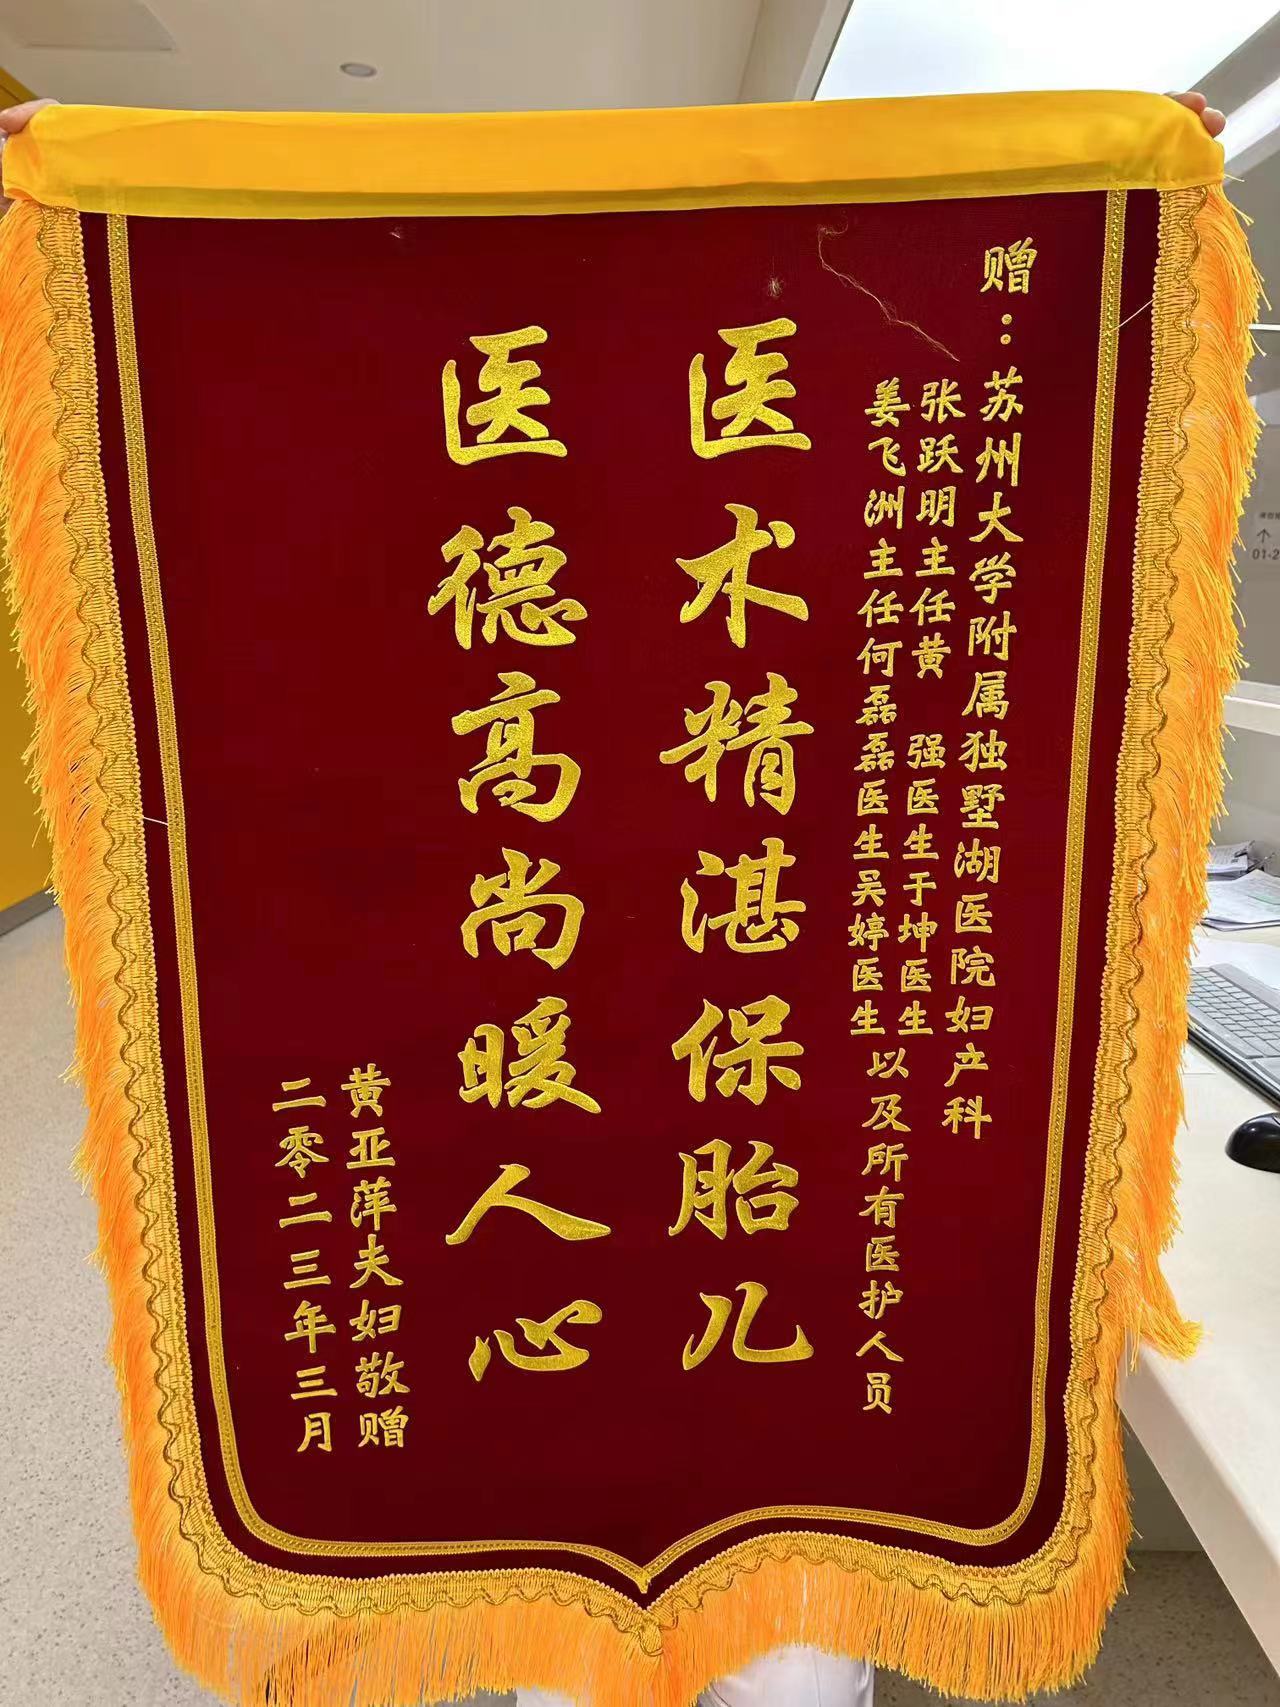 赠：苏州大学附属独墅湖医院妇产科
张跃明主任黄 强医生于坤医生
姜飞洲主任何磊磊医生吴婷医生
以及所有医护人员
医术精湛保胎儿
医德高尚暖人心
黄亚萍夫妇敬赠
二零二三年三月
01-2